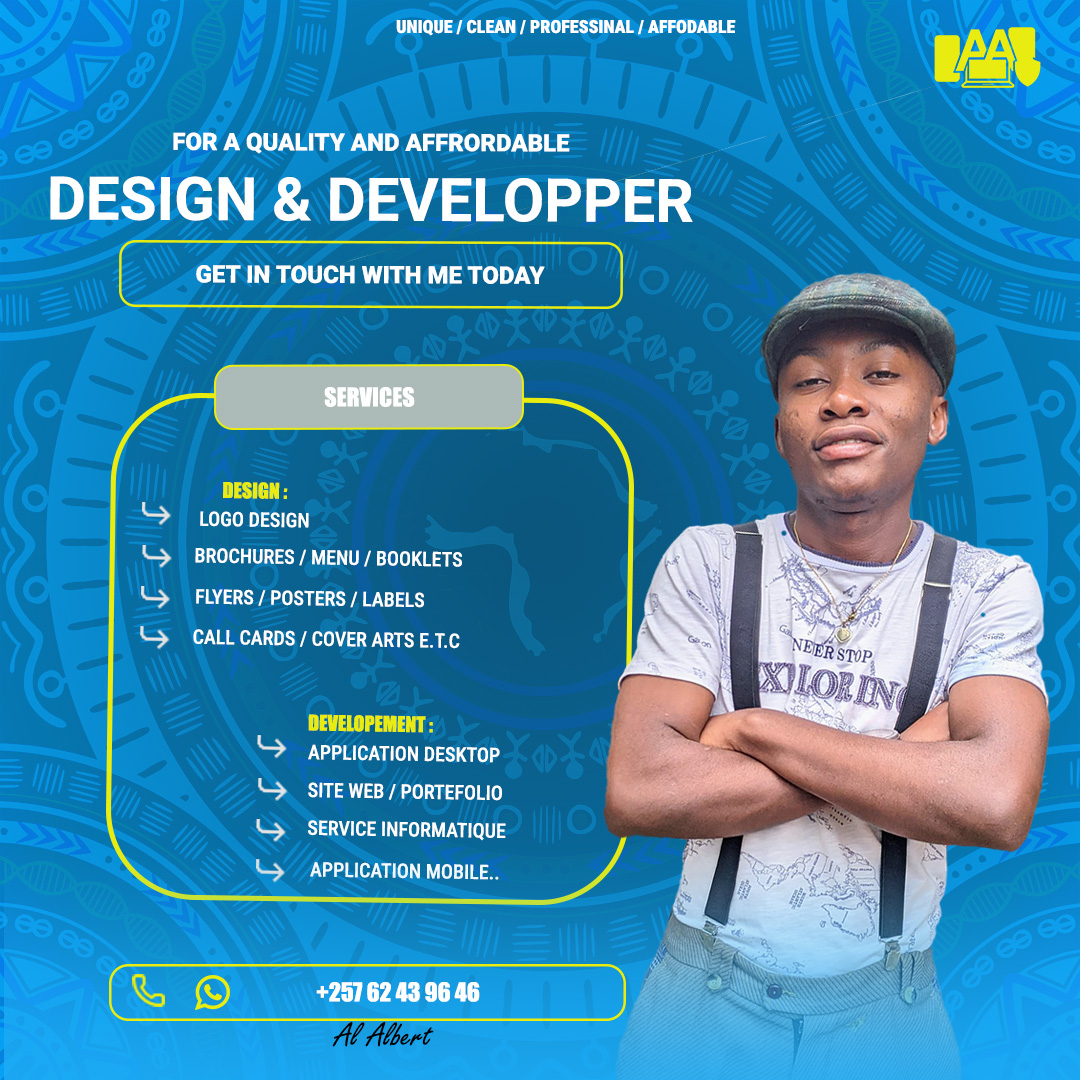 UNIQUE / CLEAN / PROFESSINAL / AFFODABLE
AA
FOR A QUALITY AND AFFRORDABLE
DESIGN & DEVELOPPER
GET IN TOUCH WITH ME TODAY
SERVICES
DESIGN :
LOGO DESIGN
BROCHURES / MENU / BOOKLETS
FLYERS / POSTERS / LABELS
CALL CARDS / COVER ARTS E.T.C
NEVER STOP
EXPLORING
DEVELOPEMENT :
APPLICATION DESKTOP
SITE WEB / PORTEFOLIO
SERVICE INFORMATIQUE
APPLICATION MOBILE..
+257 62 43 96 46
Al Albert